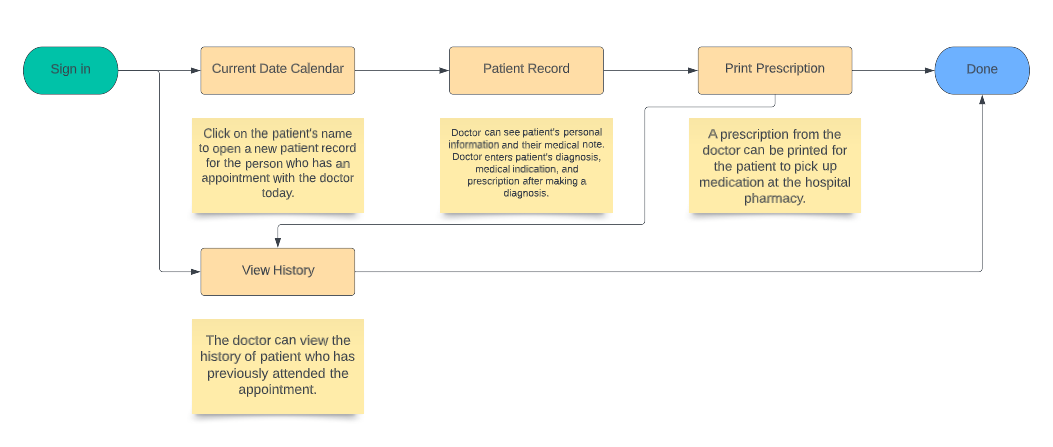 Sign in
Current Date Calendar
Patient Record
Print Prescription
Done
Click on the patient's name
to open a new patient record
for the person who has an
appointment with the doctor
today.
Doctor can see patient's personal
information and their medical note.
Doctor enters patient's diagnosis,
medical indication, and
prescription after making a
diagnosis.
A prescription from the
doctor can be printed for
the patient to pick up
medication at the hospital
pharmacy.
View History
The doctor can view the
history of patient who has
previously attended the
appointment.